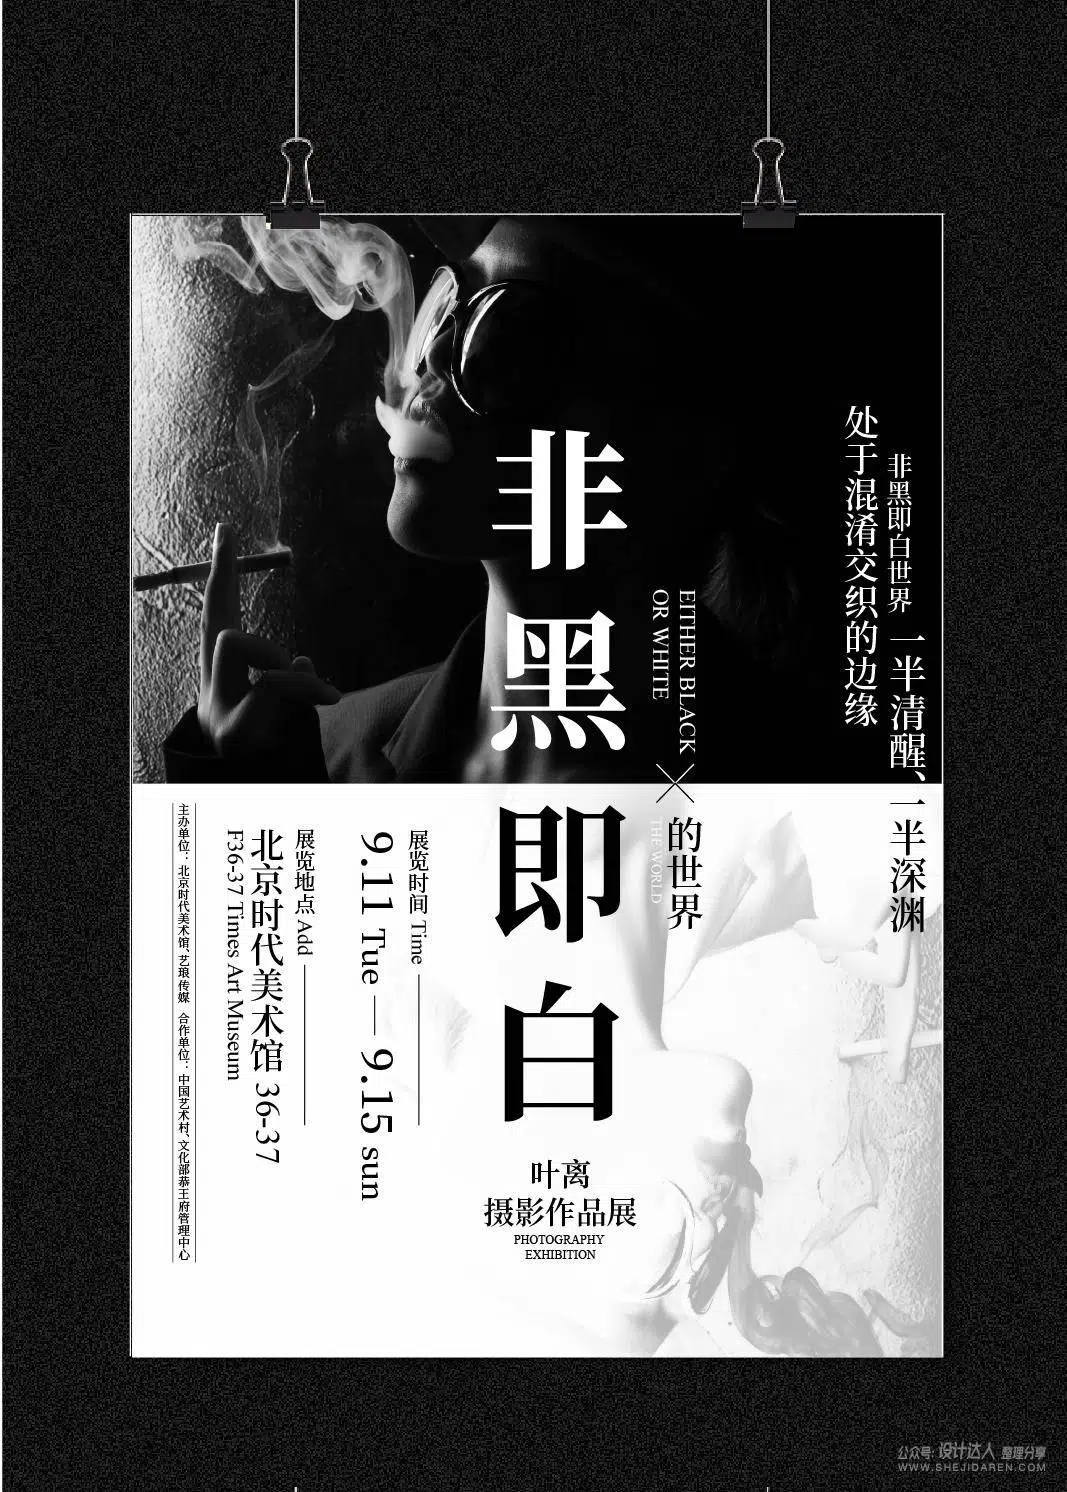 非黑即白世界 一半清醒、一半深渊
处于混淆交织的边缘
EITHER BLACK
OR WHITE
的世界
THE WORLD
非黑即白
叶离
摄影作品展
PHOTOGRAPHY
EXHIBITION
展览时间 Time
9.11 Tue — 9.15 sun
展览地点 Add
北京时代美术馆 36-37
F36-37 Times Art Museum
主办单位：北京时代美术馆、艺琅传媒 合作单位：中国艺术村、文化部恭王府管理中心
公众号：设计达人 整理分享
WWW.SHEJIDAREN.COM